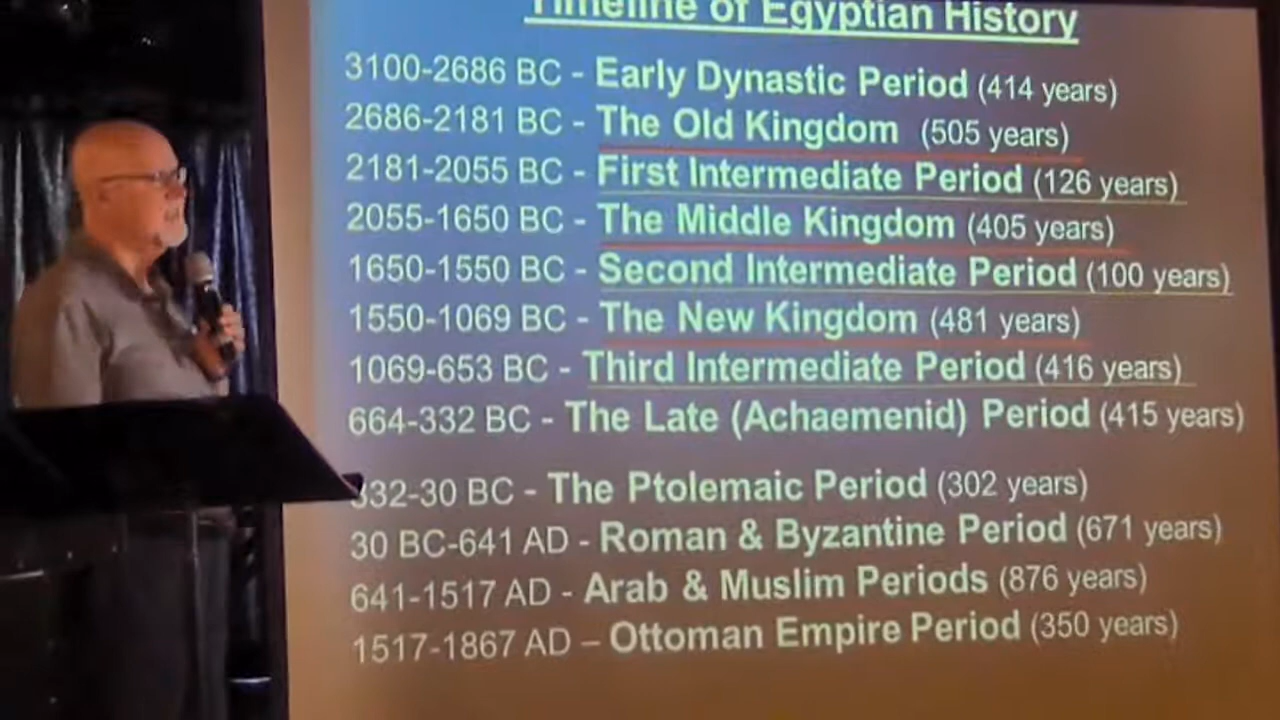 Timeline of Egyptian History
3100-2686 BC - Early Dynastic Period (414 years)
2686-2181 BC - The Old Kingdom (505 years)
2181-2055 BC - First Intermediate Period (126 years)
2055-1650 BC - The Middle Kingdom (405 years)
1650-1550 BC - Second Intermediate Period (100 years)
1550-1069 BC - The New Kingdom (481 years)
1069-653 BC - Third Intermediate Period (416 years)
664-332 BC - The Late (Achaemenid) Period (415 years)
332-30 BC - The Ptolemaic Period (302 years)
30 BC-641 AD - Roman & Byzantine Period (671 years)
641-1517 AD - Arab & Muslim Periods (876 years)
1517-1867 AD – Ottoman Empire Period (350 years)